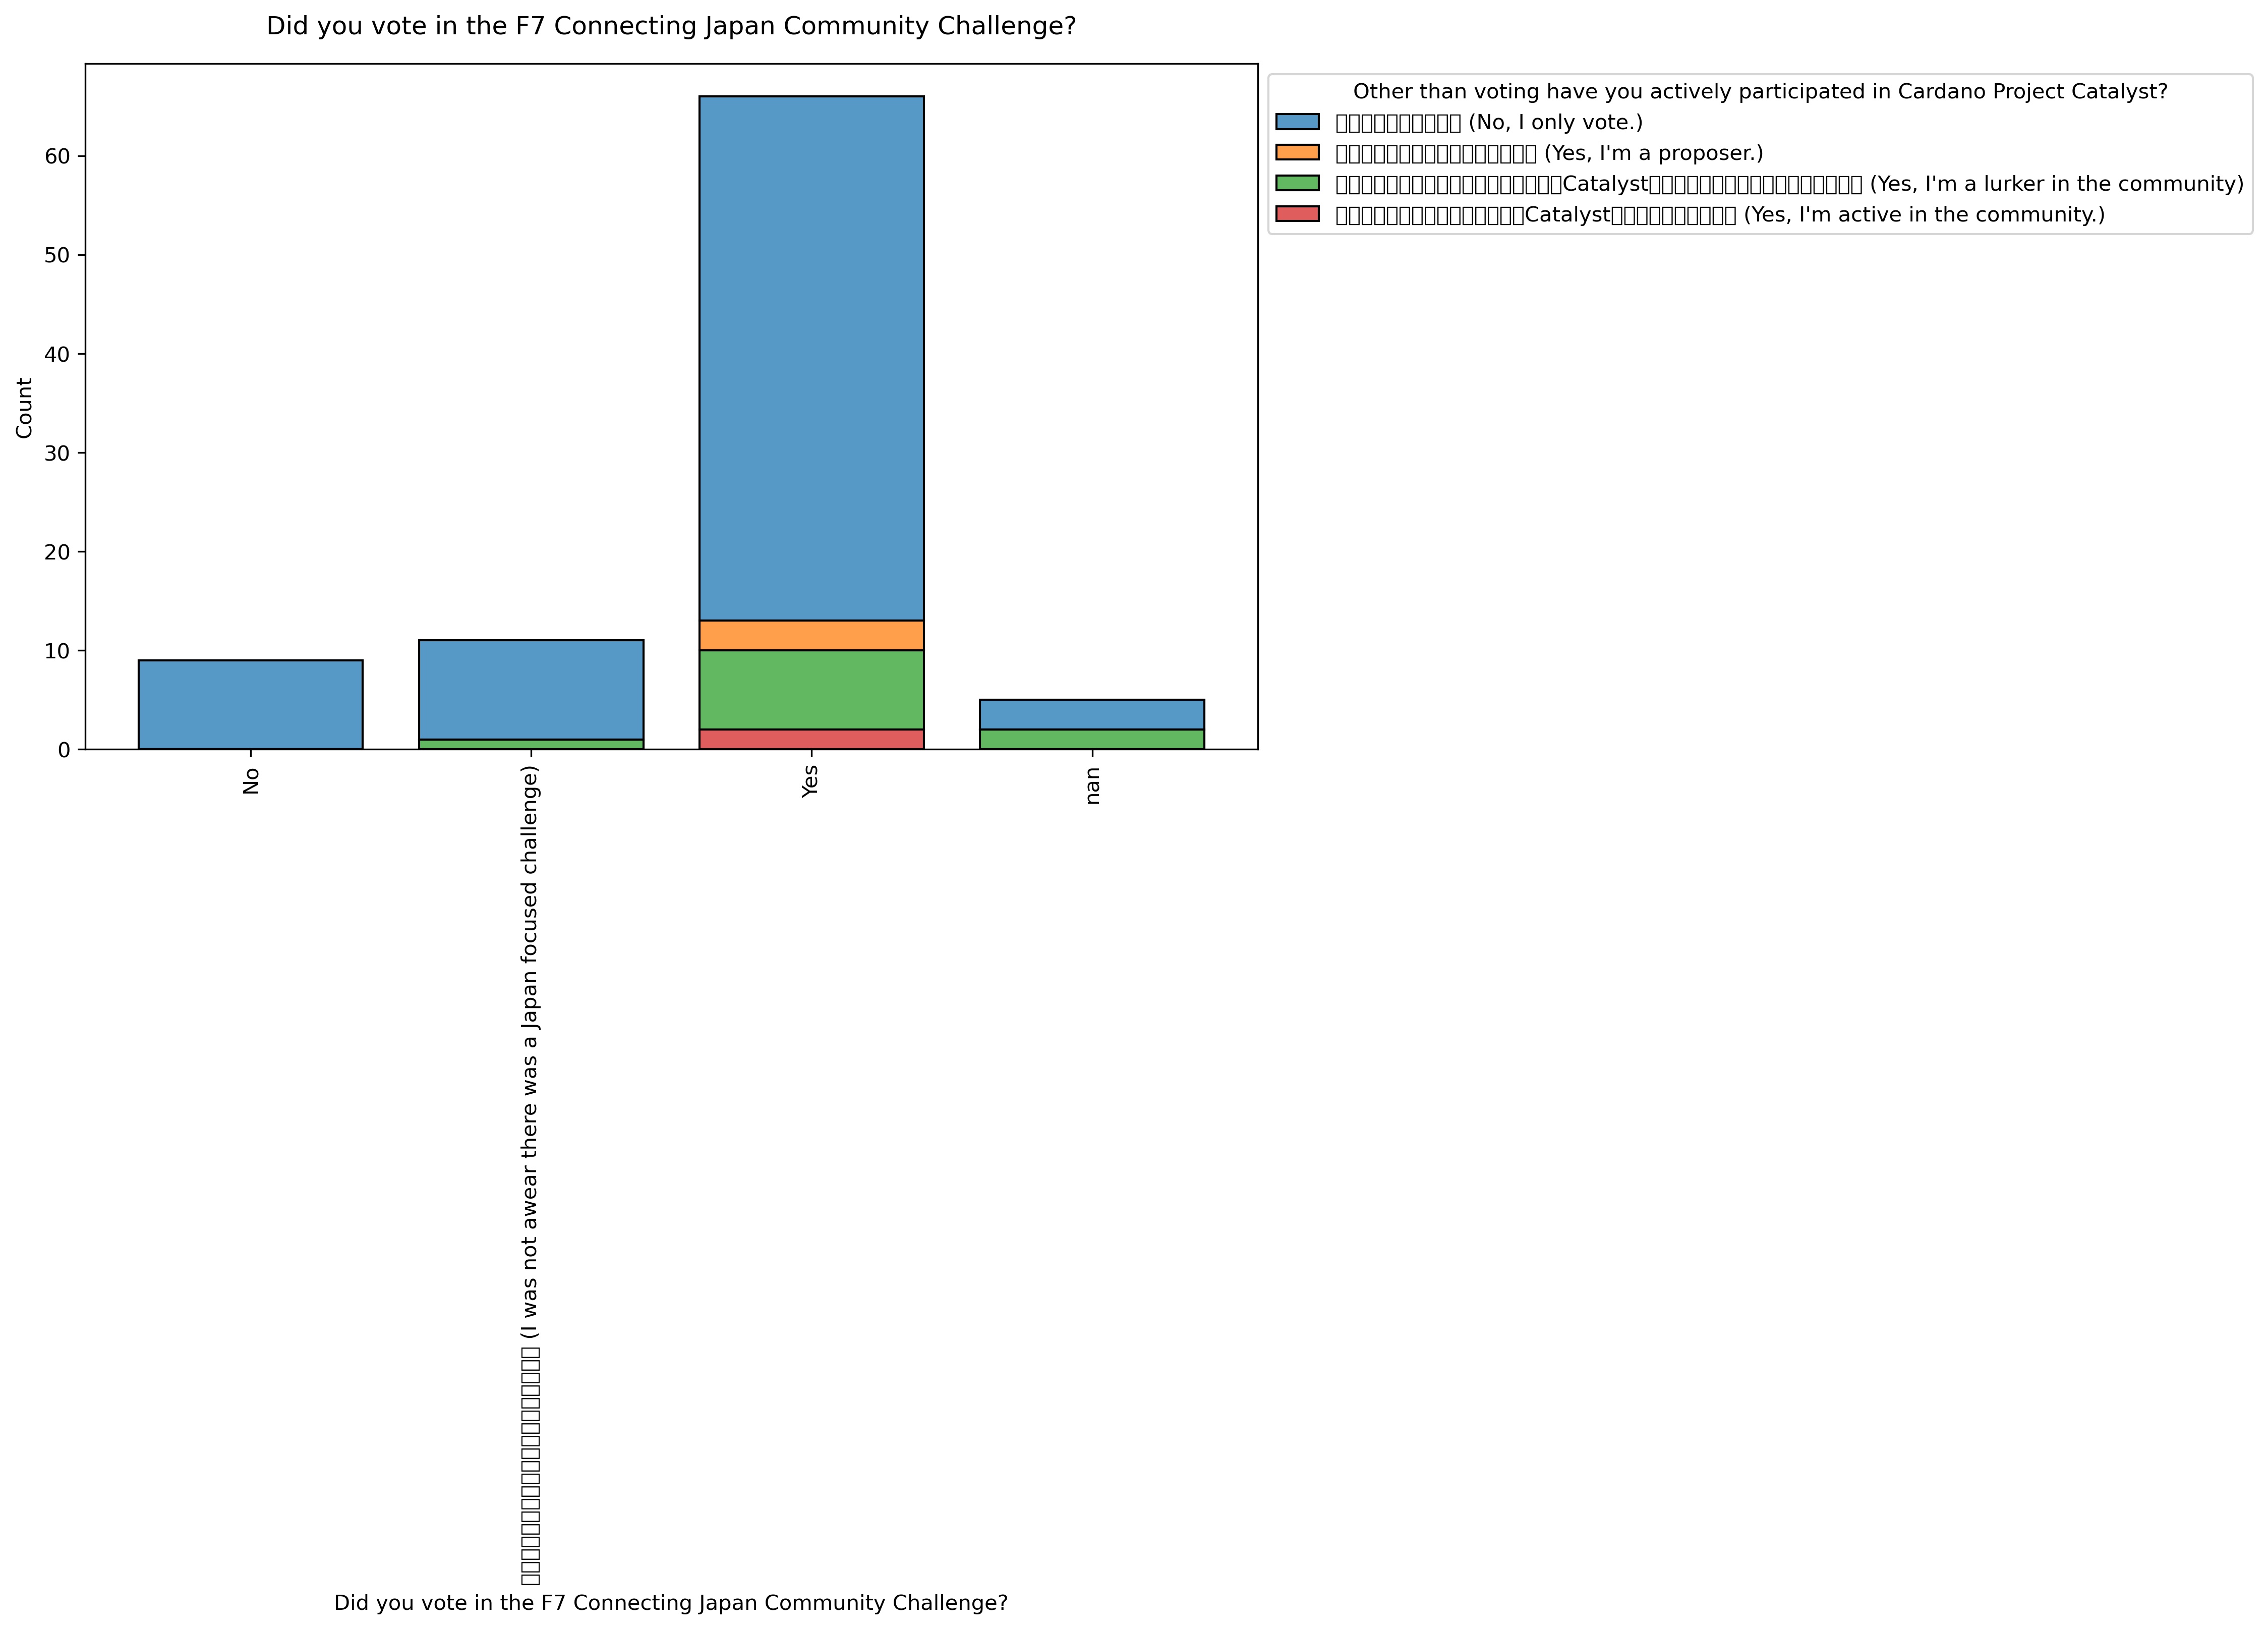 Did you vote in the F7 Connecting Japan Community Challenge?
Other than voting have you actively participated in Cardano Project Catalyst?
(No, I only vote.)
(Yes, I'm a proposer.)
Catalyst (Yes, I'm a lurker in the community)
Catalyst (Yes, I'm active in the community.)
Count
60
50
40
30
20
10
0
No
(I was not awear there was a Japan focused challenge)
Yes
nan
Did you vote in the F7 Connecting Japan Community Challenge?